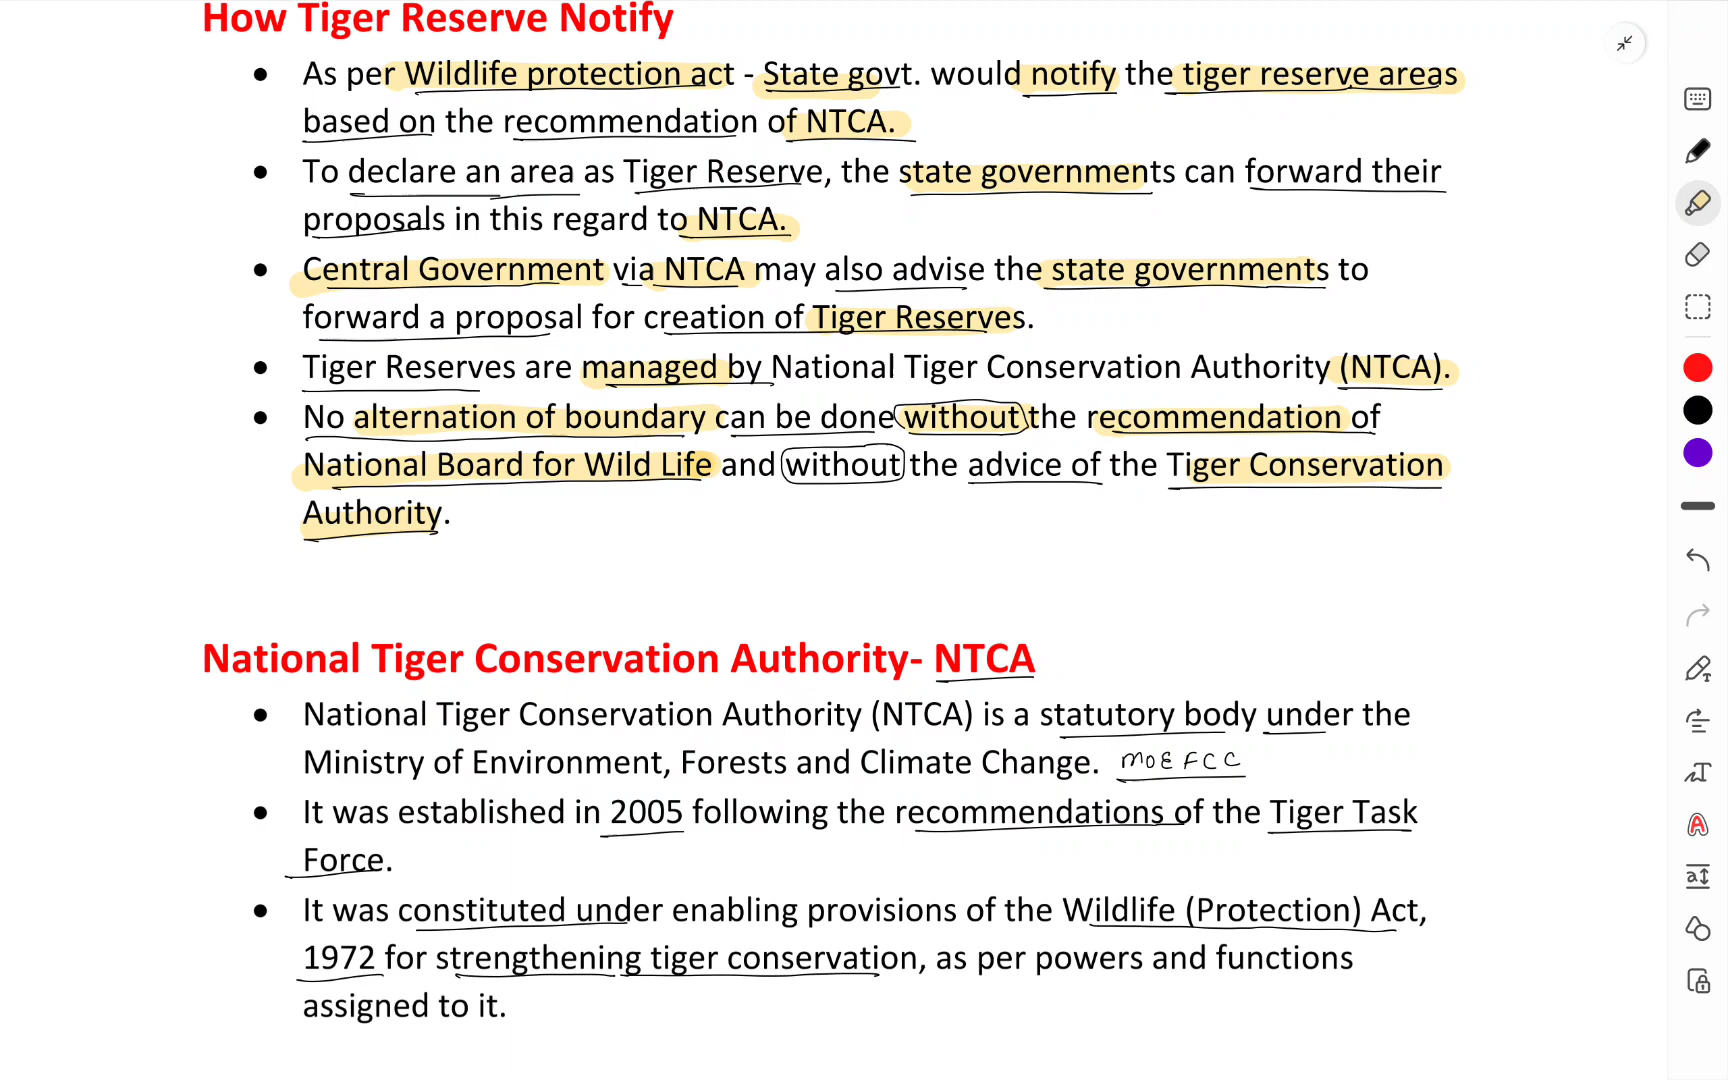 How Tiger Reserve Notify
• As per Wildlife protection act - State govt. would notify the tiger reserve areas
based on the recommendation of NTCA.
• To declare an area as Tiger Reserve, the state governments can forward their
proposals in this regard to NTCA.
• Central Government via NTCA may also advise the state governments to
forward a proposal for creation of Tiger Reserves.
• Tiger Reserves are managed by National Tiger Conservation Authority (NTCA).
• No alternation of boundary can be done without the recommendation of
National Board for Wild Life and without the advice of the Tiger Conservation
Authority.
National Tiger Conservation Authority- NTCA
• National Tiger Conservation Authority (NTCA) is a statutory body under the
Ministry of Environment, Forests and Climate Change. MOEFCC
• It was established in 2005 following the recommendations of the Tiger Task
Force.
• It was constituted under enabling provisions of the Wildlife (Protection) Act,
1972 for strengthening tiger conservation, as per powers and functions
assigned to it.